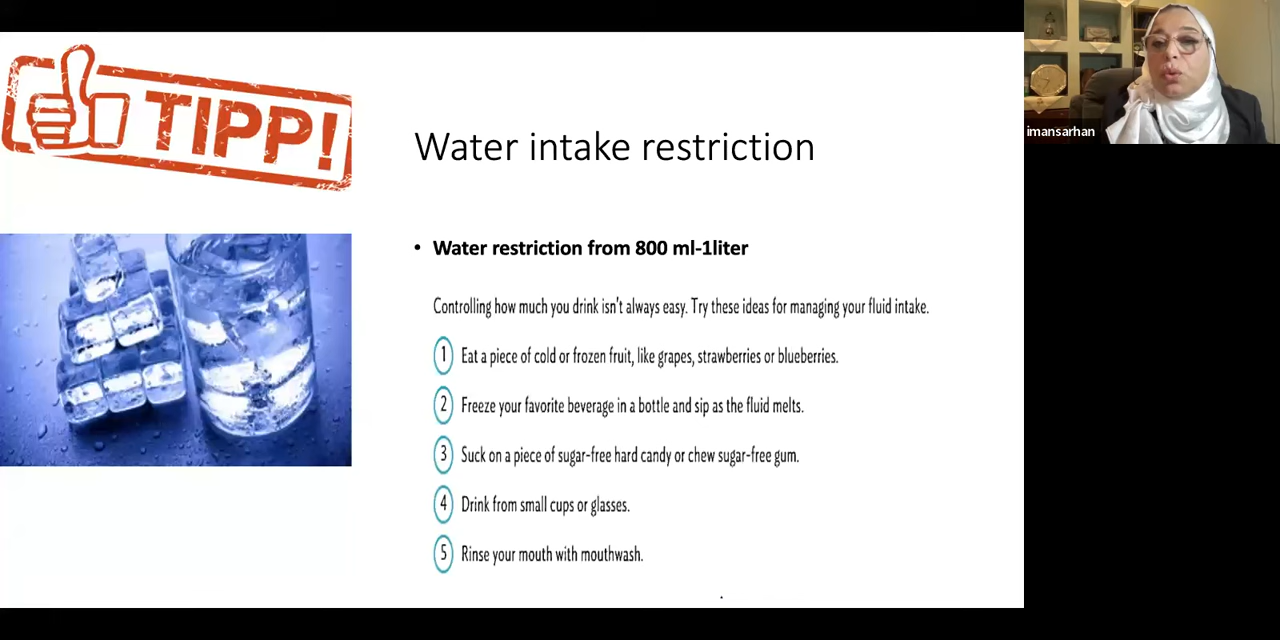 TIPP!
Water intake restriction
• Water restriction from 800 ml-1liter
Controlling how much you drink isn't always easy. Try these ideas for managing your fluid intake.
1 Eat a piece of cold or frozen fruit, like grapes, strawberries or blueberries.
2 Freeze your favorite beverage in a bottle and sip as the fluid melts.
3 Suck on a piece of sugar-free hard candy or chew sugar-free gum.
4 Drink from small cups or glasses.
5 Rinse your mouth with mouthwash.
imansarhan